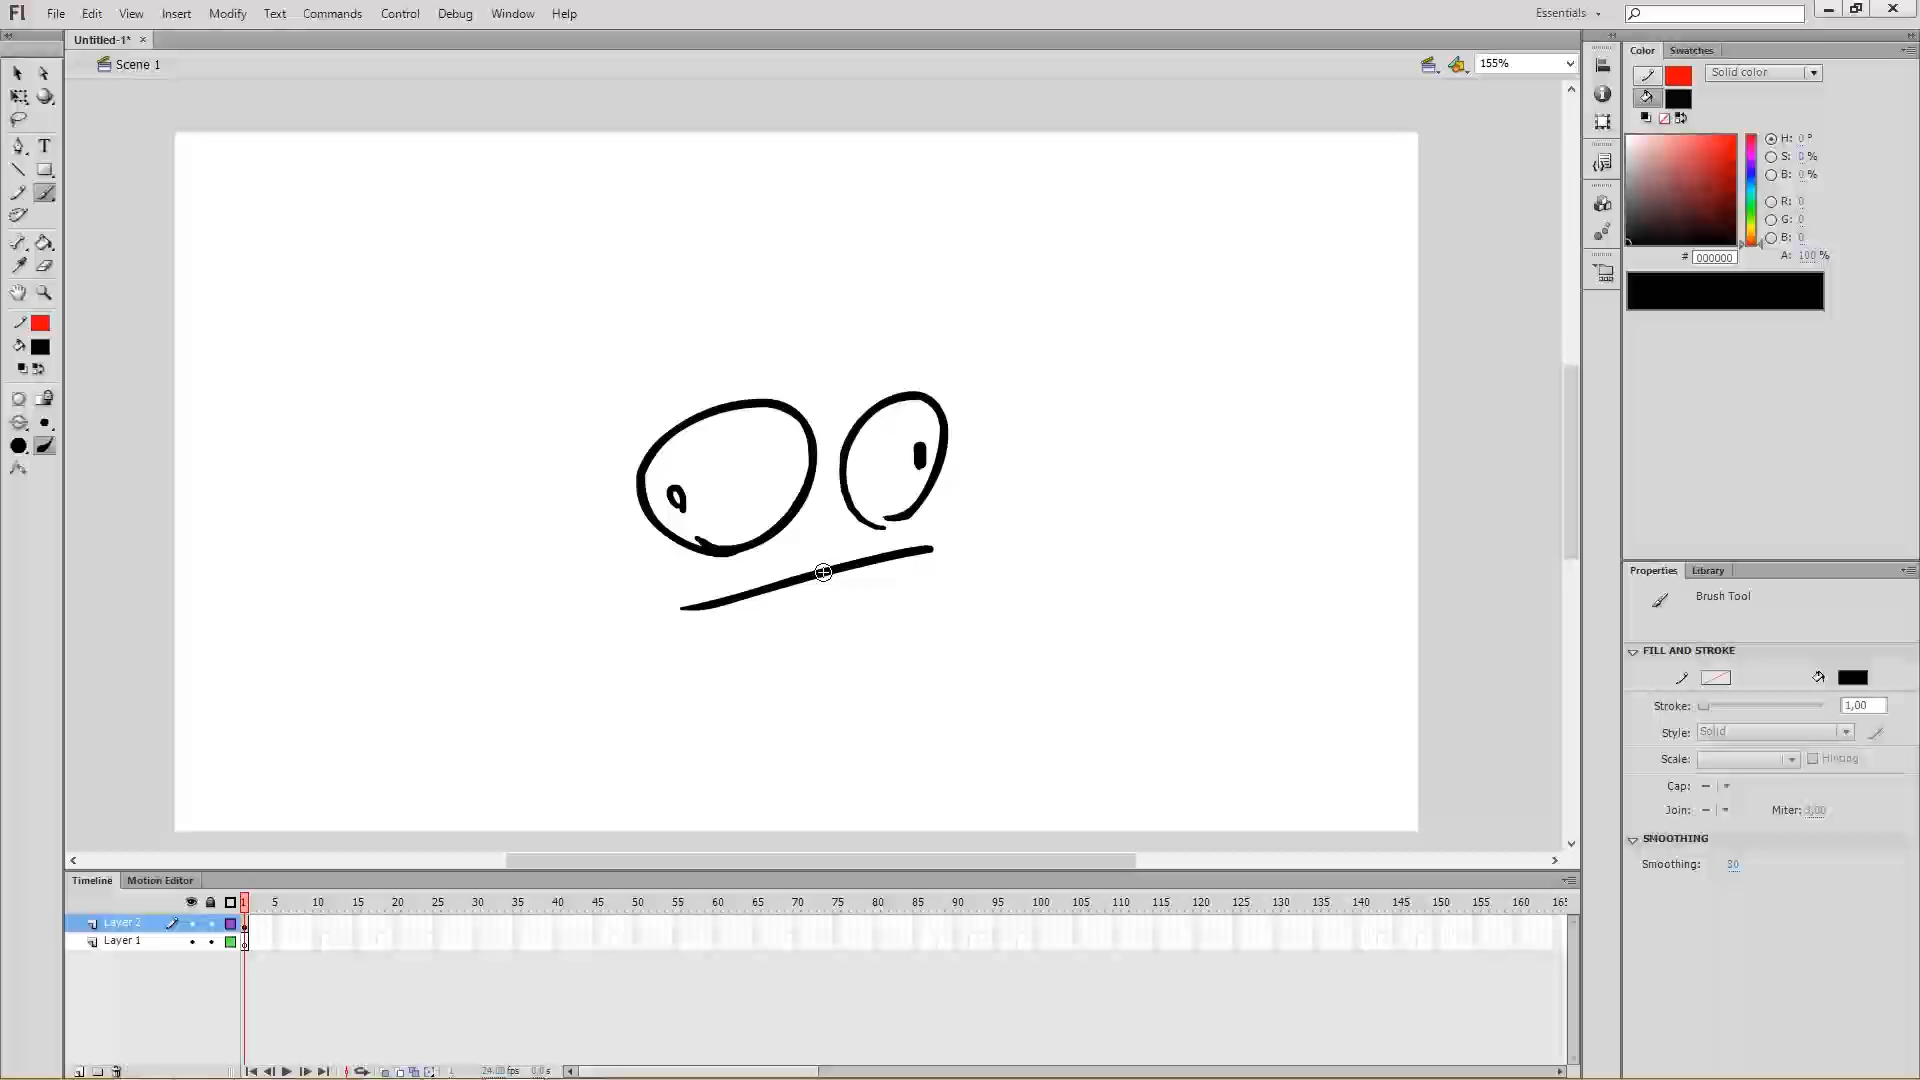 Fl File Edit View Insert Modify Text Commands Control Debug Window Help Essentials
Untitled-1*
Scene 1
155%
Color Swatches
Solid color
H: 0 °
S: 0 %
B: 0 %
R: 0
G: 0
B: 0
# 000000 A: 100 %
T
Properties Library
Brush Tool
FILL AND STROKE
Stroke: 1,00
Style: Solid
Scale: Hinting
Cap:
Join: Miter: 3,00
SMOOTHING
Smoothing: 80
Timeline Motion Editor
1 5 10 15 20 25 30 35 40 45 50 55 60 65 70 75 80 85 90 95 100 105 110 115 120 125 130 135 140 145 150 155 160
Layer 2
Layer 1
1 24,00 fps 0,0 s